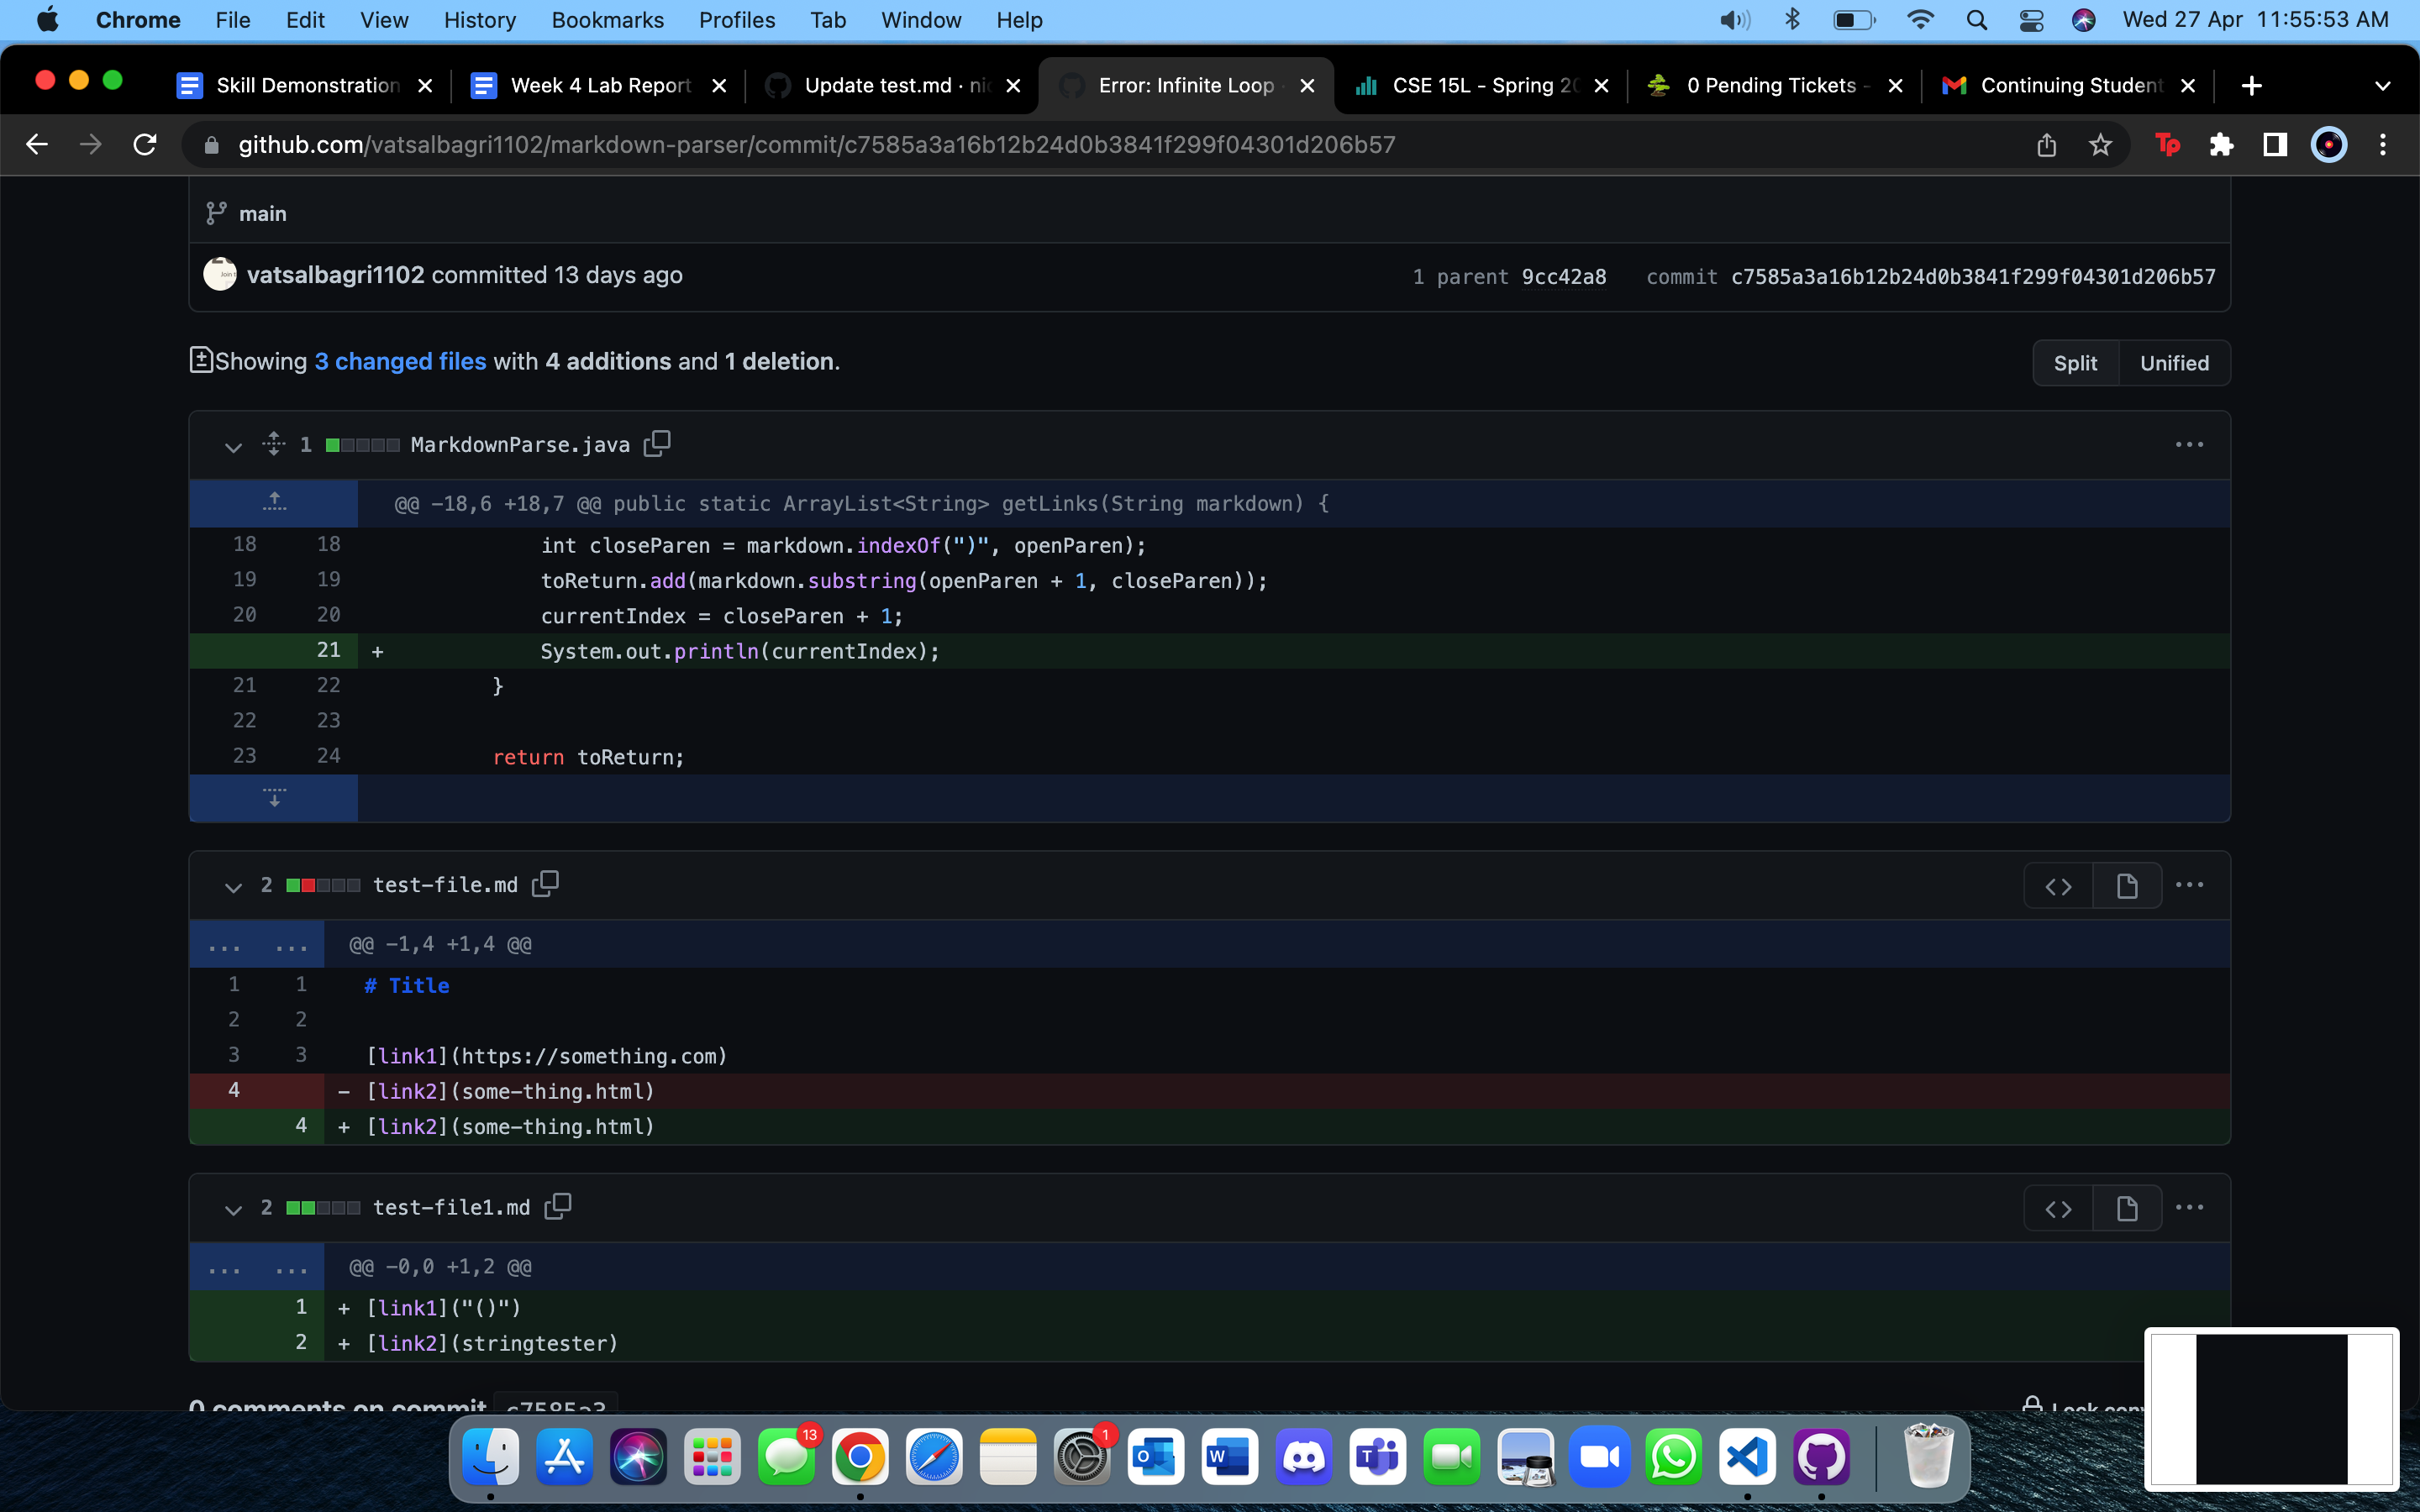 Chrome File Edit View History Bookmarks Profiles Tab Window Help Wed 27 Apr 11:55:53 AM
Skill Demonstration Week 4 Lab Report Update test.md · nic Error: Infinite Loop CSE 15L - Spring 20 0 Pending Tickets - Continuing Student
github.com/vatsalbagri1102/markdown-parser/commit/c7585a3a16b12b24d0b3841f299f04301d206b57 Tp
main
vatsalbagri1102 committed 13 days ago 1 parent 9cc42a8 commit c7585a3a16b12b24d0b3841f299f04301d206b57
Showing 3 changed files with 4 additions and 1 deletion. Split Unified
1 MarkdownParse.java
@@ -18,6 +18,7 @@ public static ArrayList<String> getLinks(String markdown) {
18 18 int closeParen = markdown.indexOf(")", openParen);
19 19 toReturn.add(markdown.substring(openParen + 1, closeParen));
20 20 currentIndex = closeParen + 1;
21 + System.out.println(currentIndex);
21 22 }
22 23
23 24 return toReturn;
2 test-file.md
... ... @@ -1,4 +1,4 @@
1 1 # Title
2 2
3 3 [link1](https://something.com)
4 - [link2](some-thing.html)
4 + [link2](some-thing.html)
2 test-file1.md
... ... @@ -0,0 +1,2 @@
1 + [link1]("()")
2 + [link2](stringtester)
0 comments on commit c7585a3 Lock conv
13 1